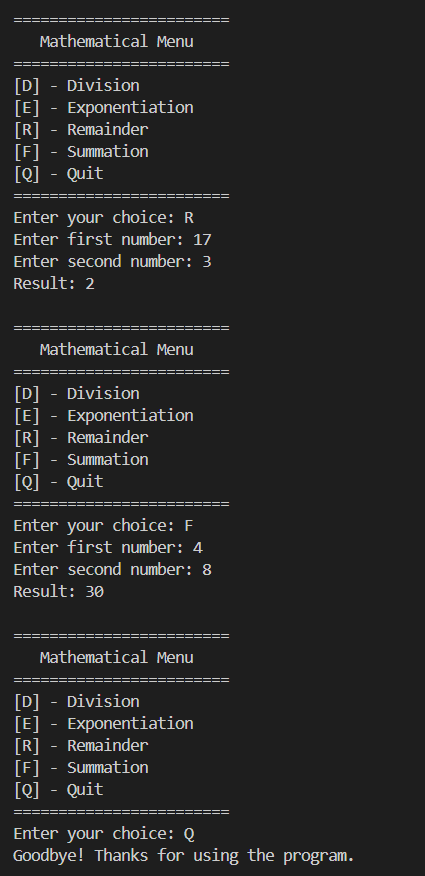 ========================
   Mathematical Menu
========================
[D] - Division
[E] - Exponentiation
[R] - Remainder
[F] - Summation
[Q] - Quit
========================
Enter your choice: R
Enter first number: 17
Enter second number: 3
Result: 2

========================
   Mathematical Menu
========================
[D] - Division
[E] - Exponentiation
[R] - Remainder
[F] - Summation
[Q] - Quit
========================
Enter your choice: F
Enter first number: 4
Enter second number: 8
Result: 30

========================
   Mathematical Menu
========================
[D] - Division
[E] - Exponentiation
[R] - Remainder
[F] - Summation
[Q] - Quit
========================
Enter your choice: Q
Goodbye! Thanks for using the program.